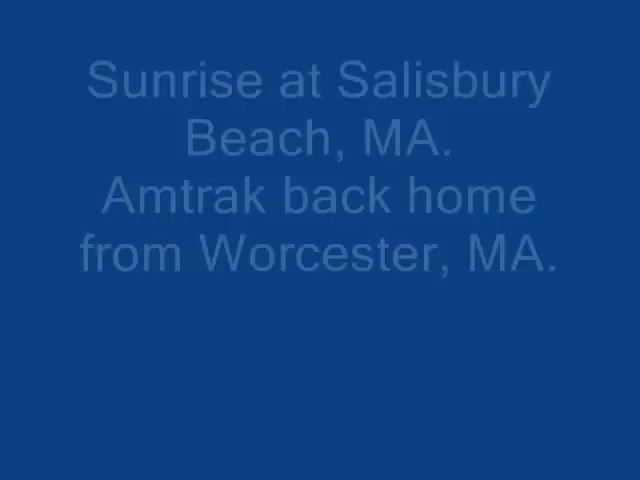 Sunrise at Salisbury
Beach, MA.
Amtrak back home
from Worcester, MA.